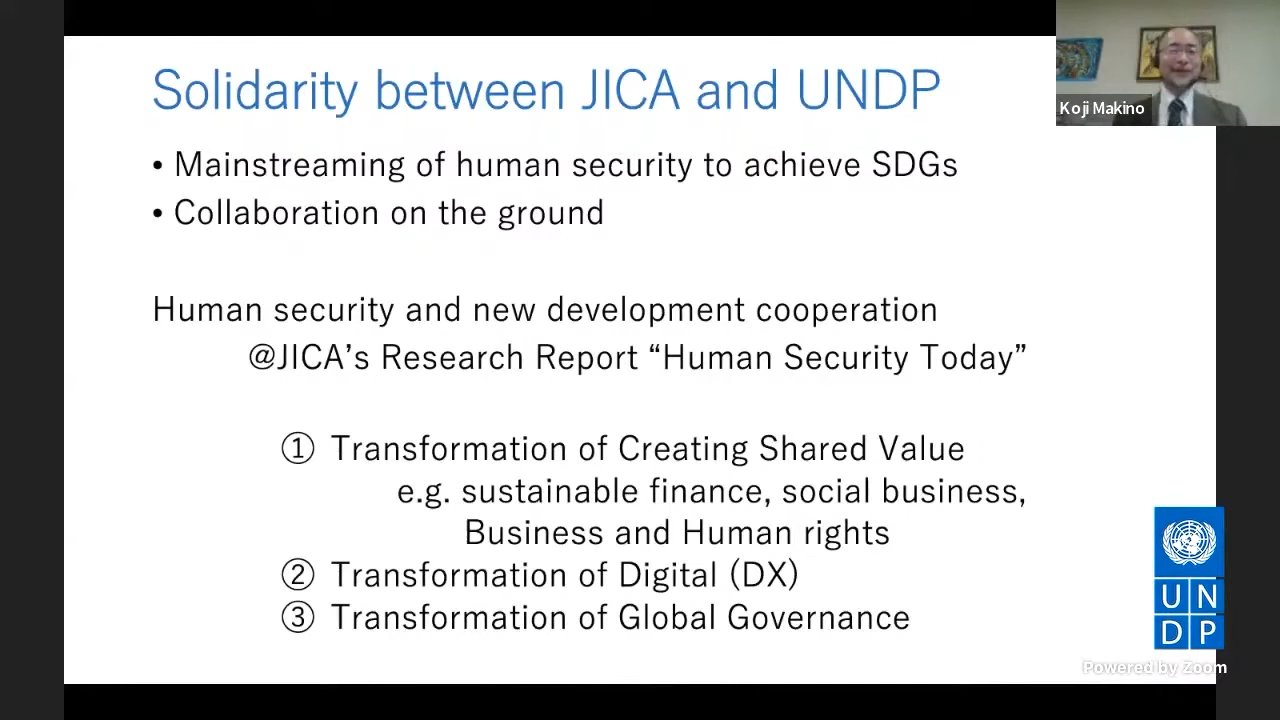 Solidarity between JICA and UNDP
Koji Makino
• Mainstreaming of human security to achieve SDGs
• Collaboration on the ground
Human security and new development cooperation
@JICA’s Research Report “Human Security Today”
① Transformation of Creating Shared Value
e.g. sustainable finance, social business,
Business and Human rights
② Transformation of Digital (DX)
③ Transformation of Global Governance
U N
D P
Powered by Zoom